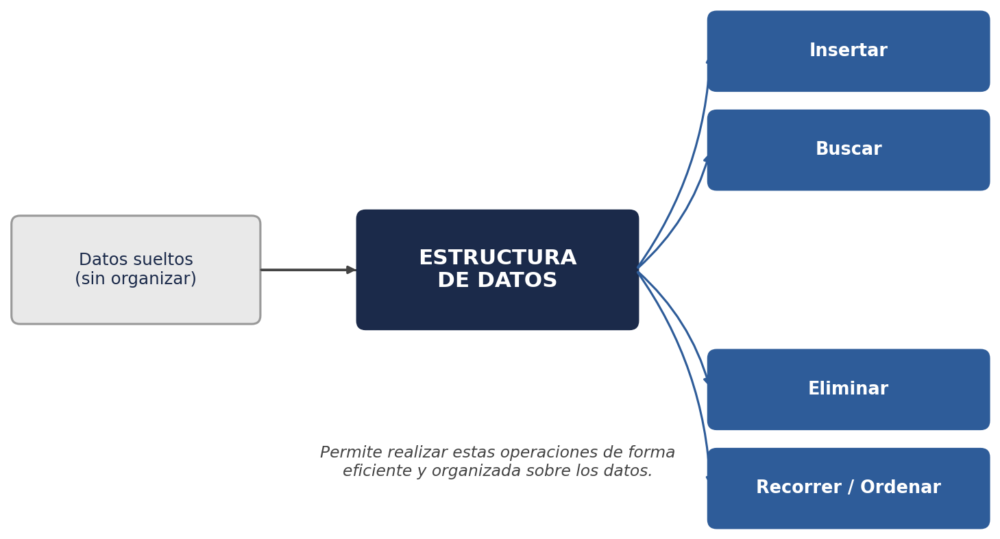 Datos sueltos
(sin organizar)
ESTRUCTURA
DE DATOS
Insertar
Buscar
Eliminar
Recorrer / Ordenar
Permite realizar estas operaciones de forma
eficiente y organizada sobre los datos.